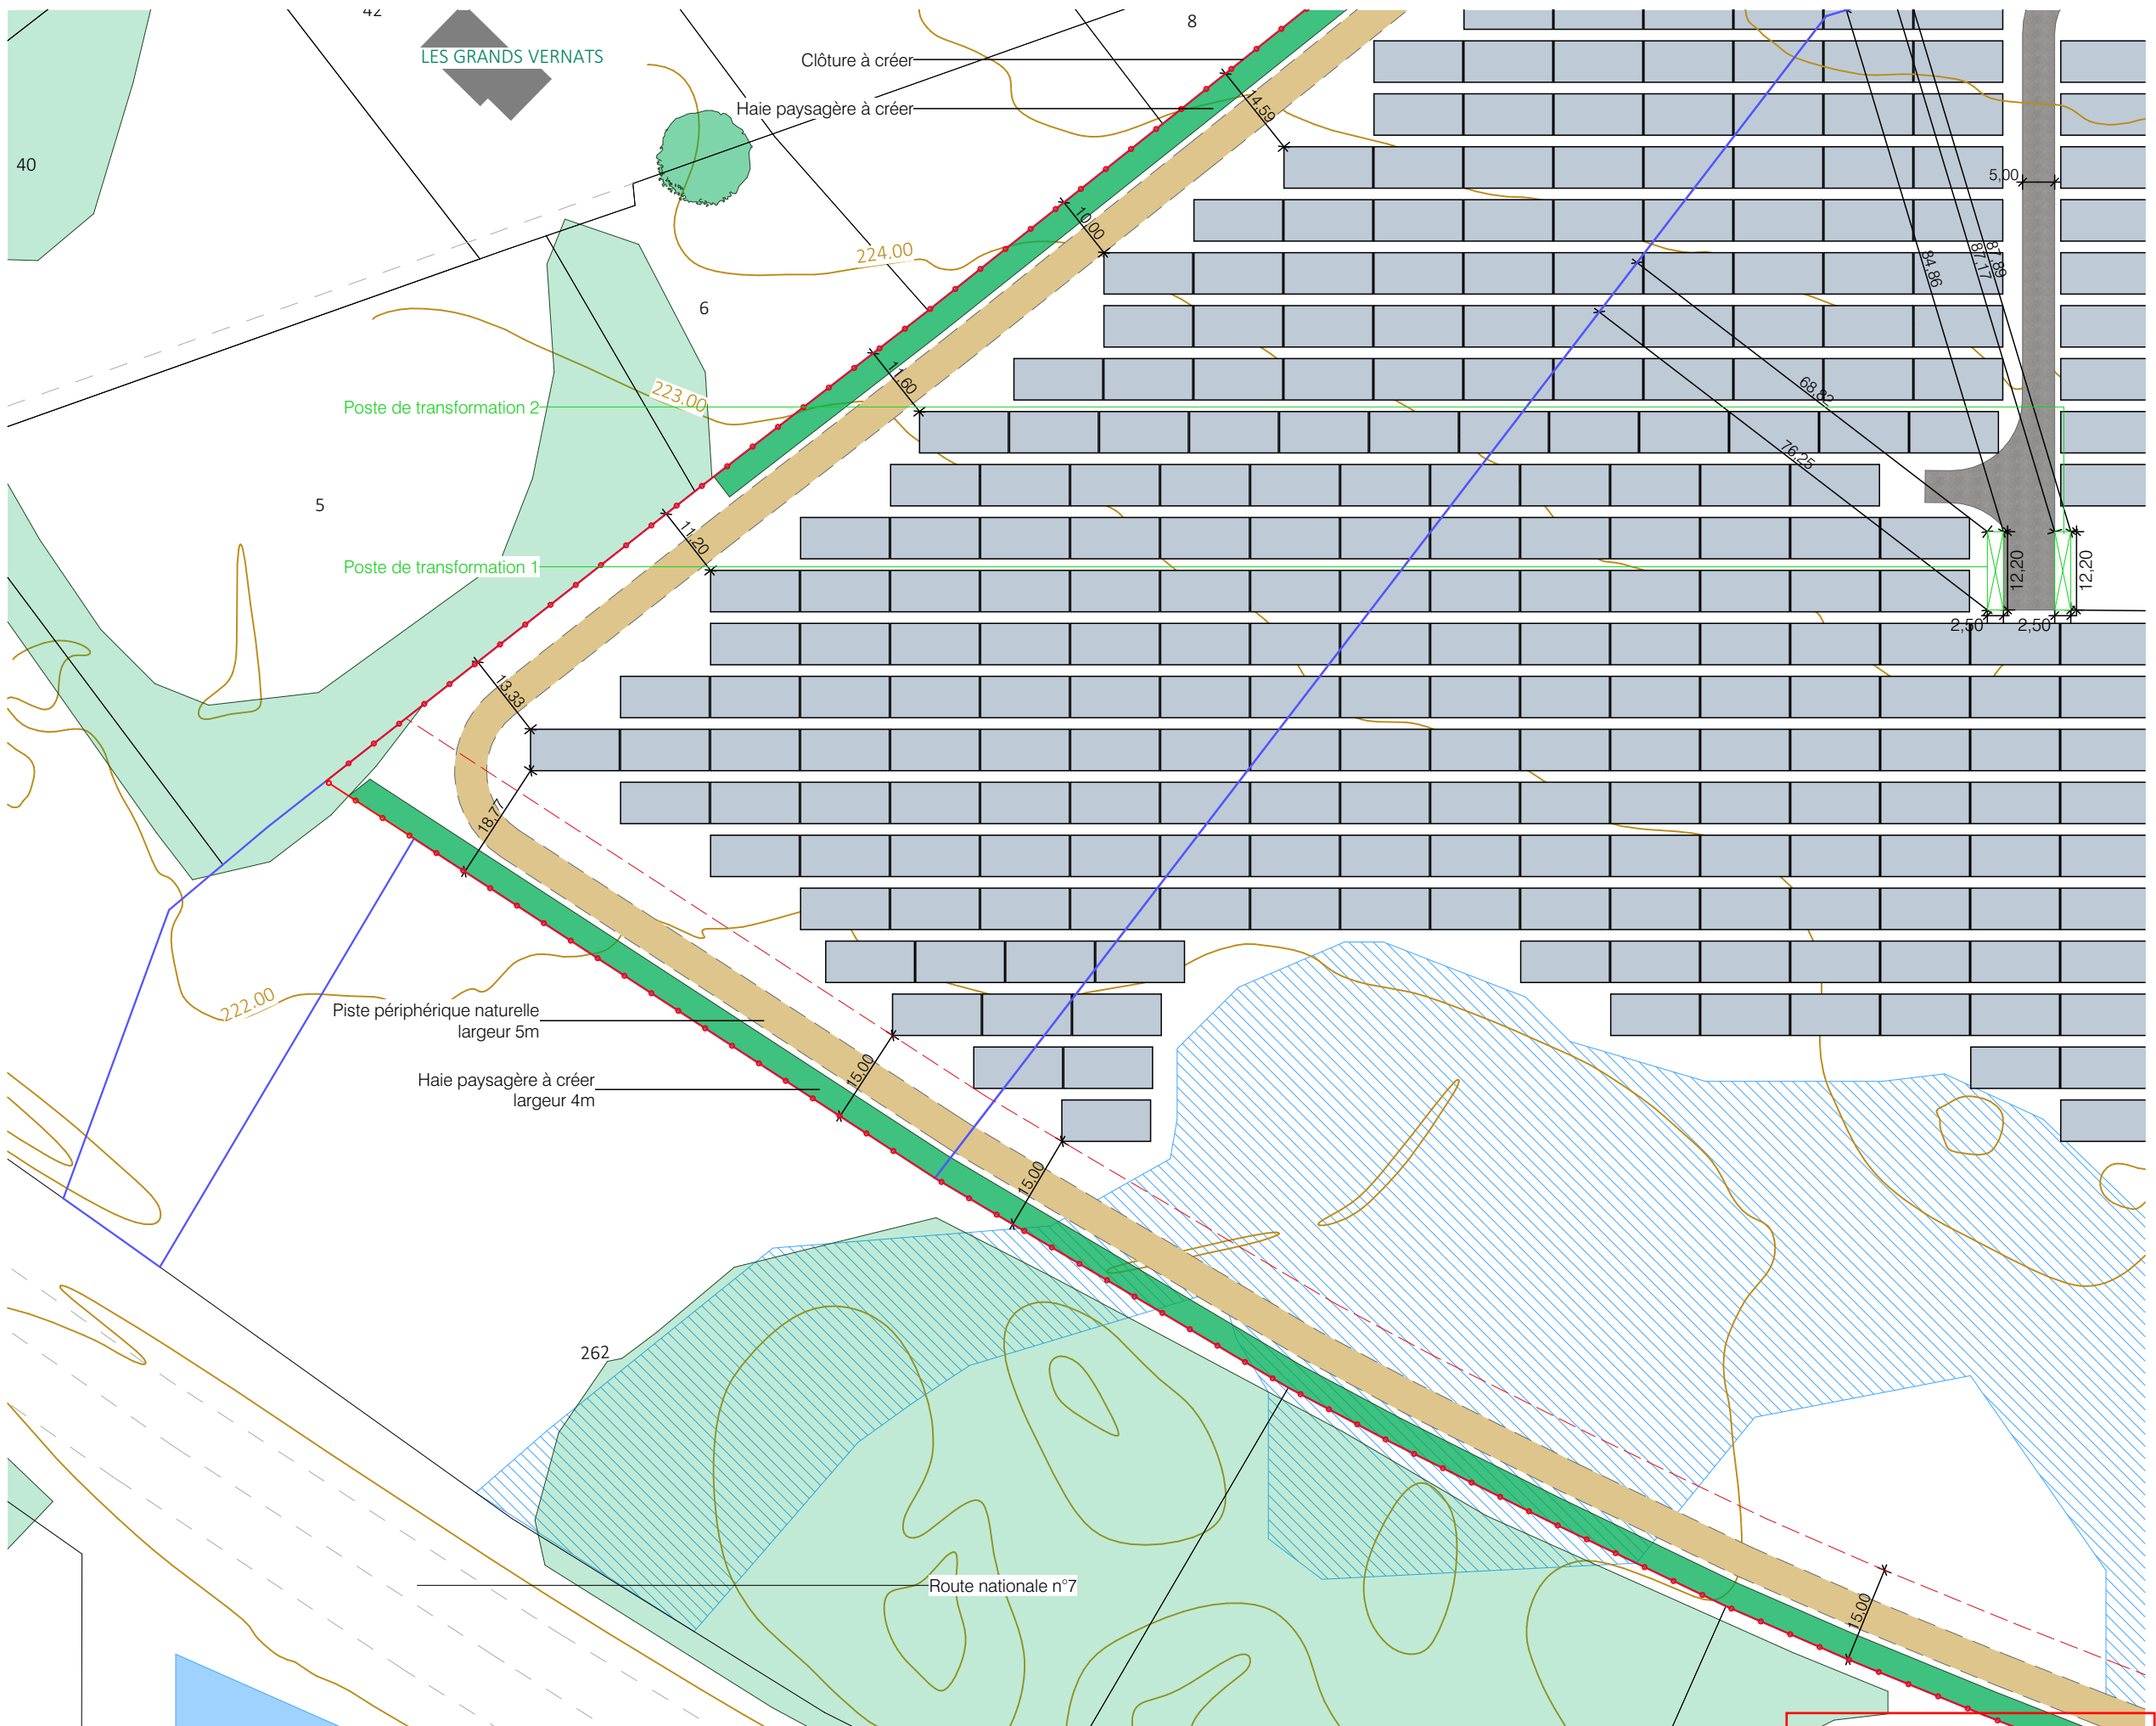 42
8
LES GRANDS VERNATS
Clôture à créer
Haie paysagère à créer
14,59
40
5,00
10,00
224.00
84,86
87,17
87,89
6
11,60
223.00
68,82
Poste de transformation 2
76,25
5
11,20
Poste de transformation 1
12,20
12,20
2,50
2,50
13,33
18,77
222.00
Piste périphérique naturelle
largeur 5m
15,00
Haie paysagère à créer
largeur 4m
15,00
262
Route nationale n°7
15,00